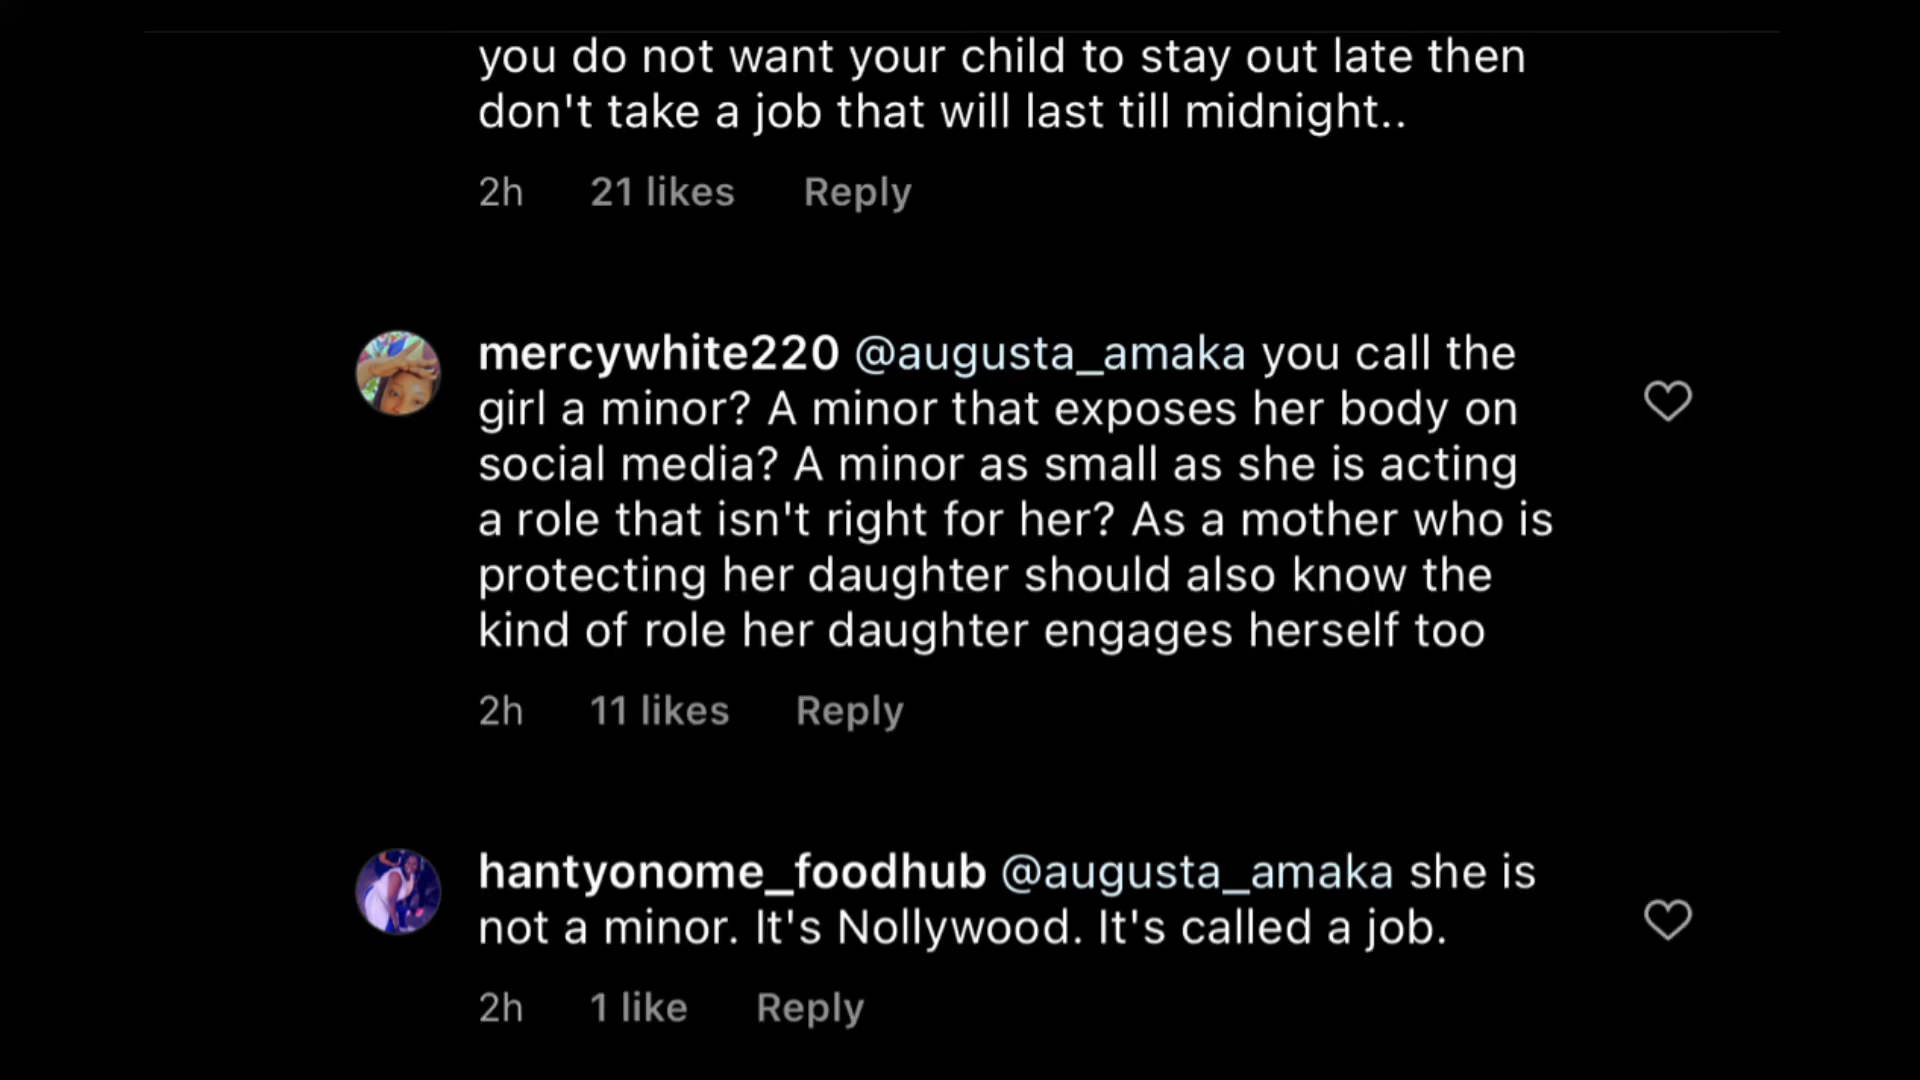 you do not want your child to stay out late then
don't take a job that will last till midnight..
2h 21 likes Reply
mercywhite220 @augusta_amaka you call the
girl a minor? A minor that exposes her body on
social media? A minor as small as she is acting
a role that isn't right for her? As a mother who is
protecting her daughter should also know the
kind of role her daughter engages herself too
2h 11 likes Reply
hantyonome_foodhub @augusta_amaka she is
not a minor. It's Nollywood. It's called a job.
2h 1 like Reply